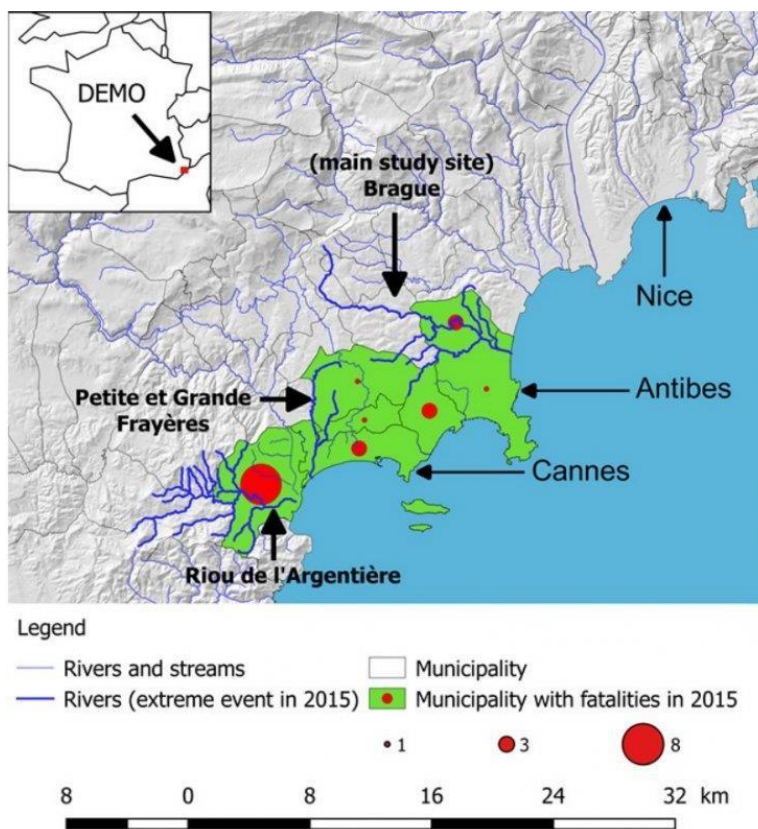 DEMO
(main study site)
Brague
Nice
Petite et Grande
Frayères
Antibes
Cannes
Riou de l'Argentière
Legend
Rivers and streams
Municipality
Rivers (extreme event in 2015)
Municipality with fatalities in 2015
1
3
8
8 0 8 16 24 32 km